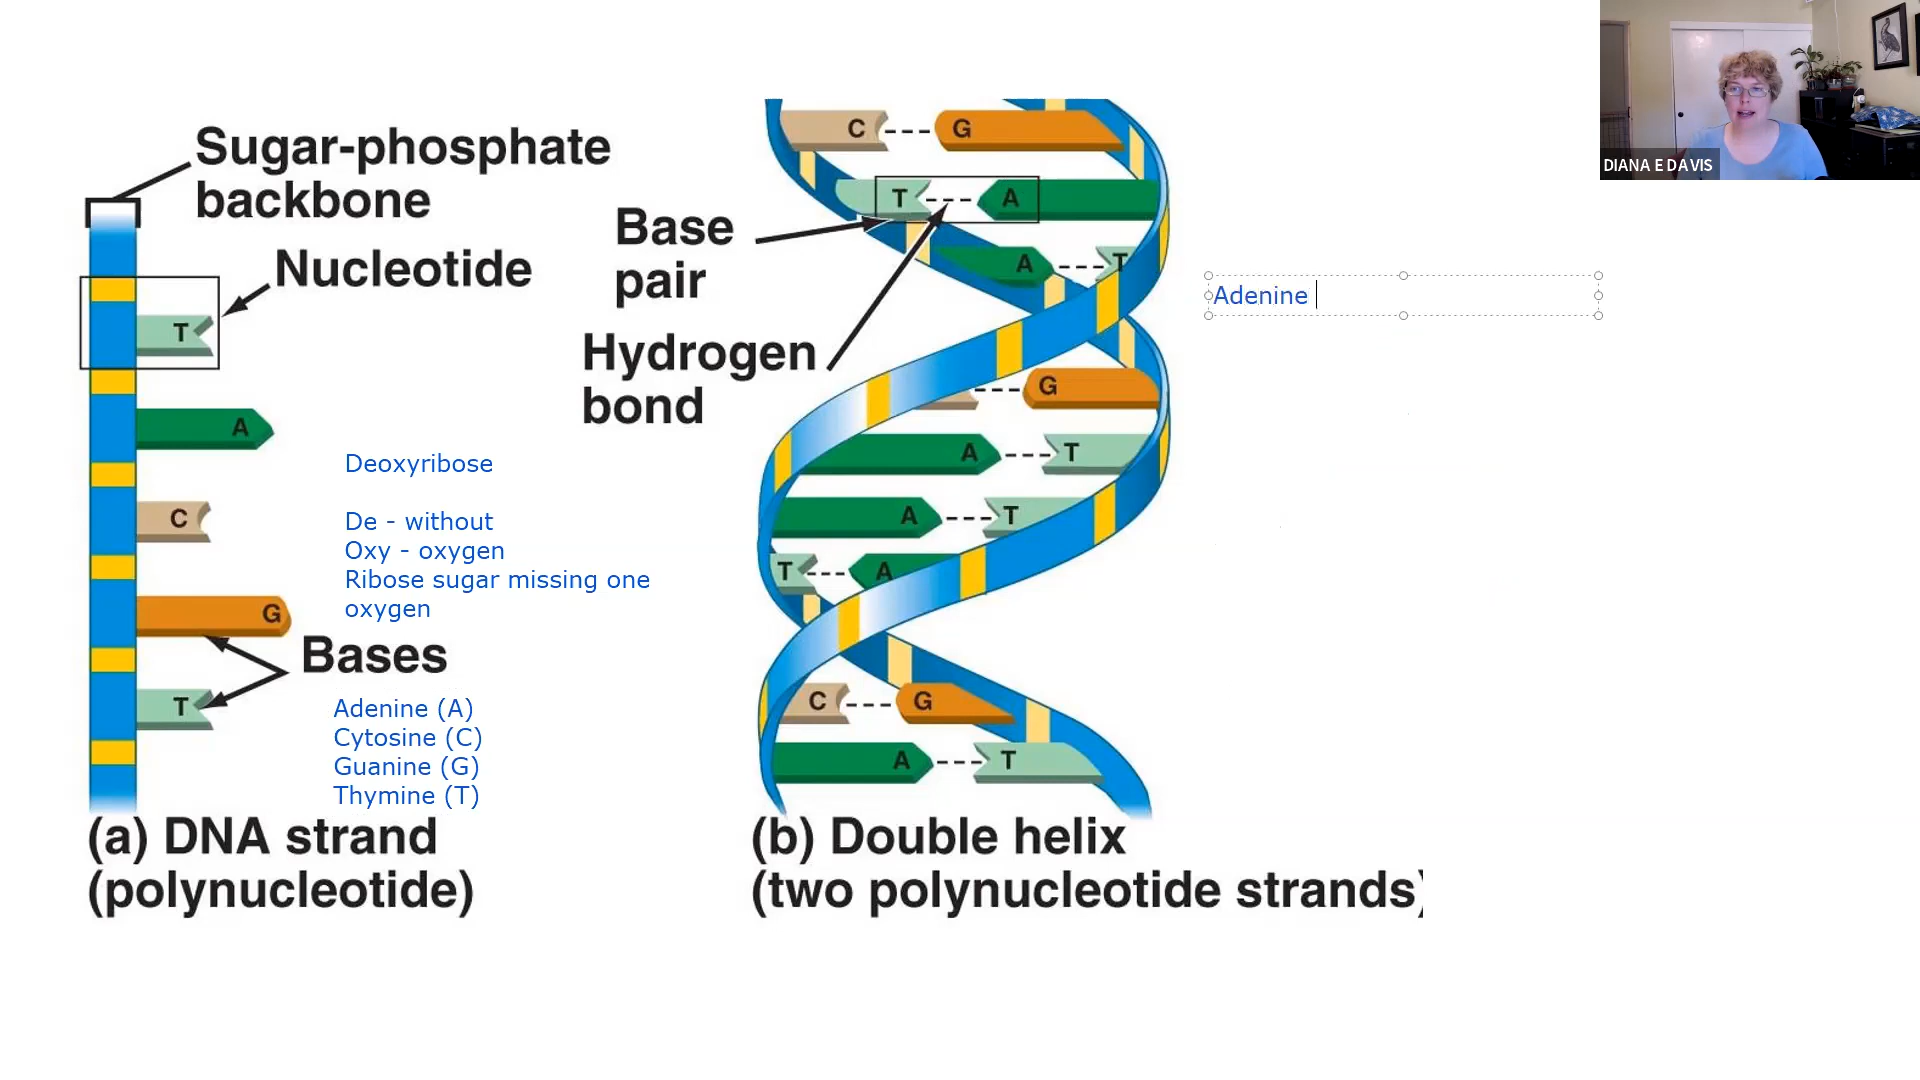 Sugar-phosphate
backbone
Nucleotide
T
A
C
G
T
Deoxyribose
De - without
Oxy - oxygen
Ribose sugar missing one
oxygen
Bases
Adenine (A)
Cytosine (C)
Guanine (G)
Thymine (T)
(a) DNA strand
(polynucleotide)
Base
pair
Hydrogen
bond
C G
T A
A T
G
A T
A T
T A
C G
A T
(b) Double helix
(two polynucleotide strands)
Adenine
DIANA E DAVIS